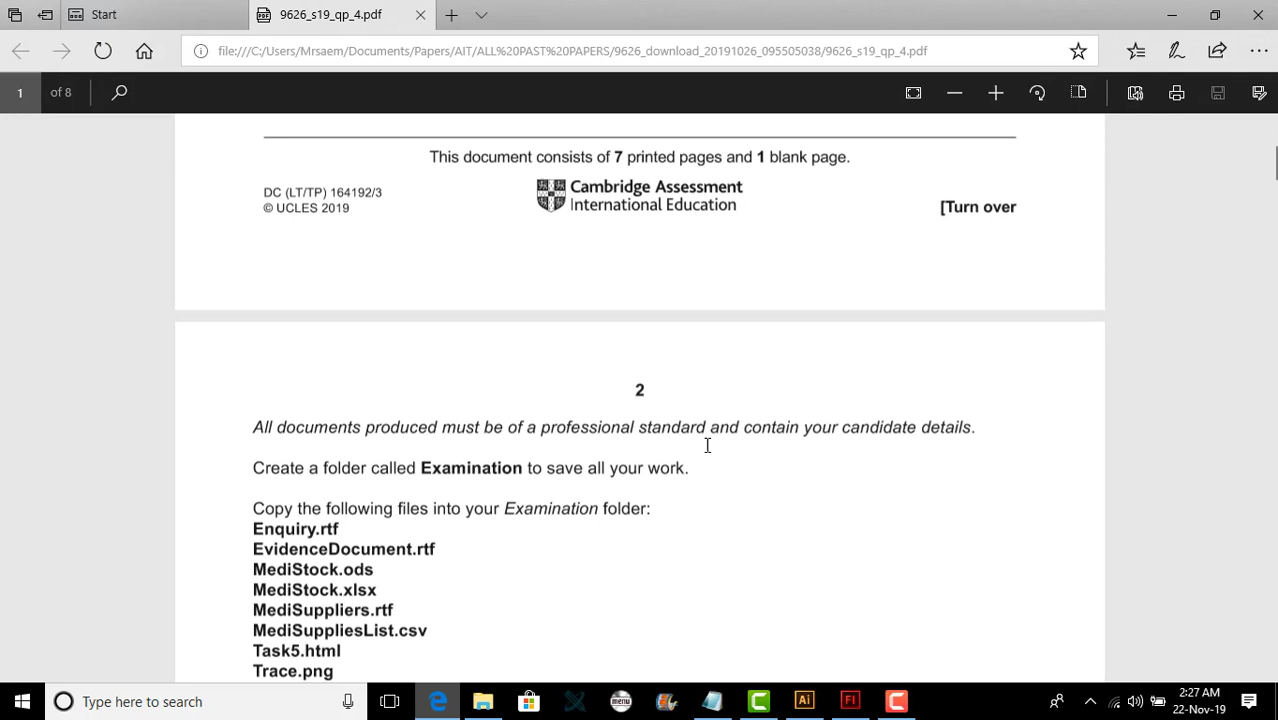 Start
9626_s19_qp_4.pdf
file:///C:/Users/Mrsaem/Documents/Papers/AIT/ALL%20PAST%20PAPERS/9626_download_20191026_095505038/9626_s19_qp_4.pdf
1 of 8
This document consists of 7 printed pages and 1 blank page.
DC (LT/TP) 164192/3
© UCLES 2019
Cambridge Assessment
International Education
[Turn over
2
All documents produced must be of a professional standard and contain your candidate details.
Create a folder called Examination to save all your work.
Copy the following files into your Examination folder:
Enquiry.rtf
EvidenceDocument.rtf
MediStock.ods
MediStock.xlsx
MediSuppliers.rtf
MediSuppliesList.csv
Task5.html
Trace.png
Type here to search
menu
Ai
Fl
2:27 AM
22-Nov-19